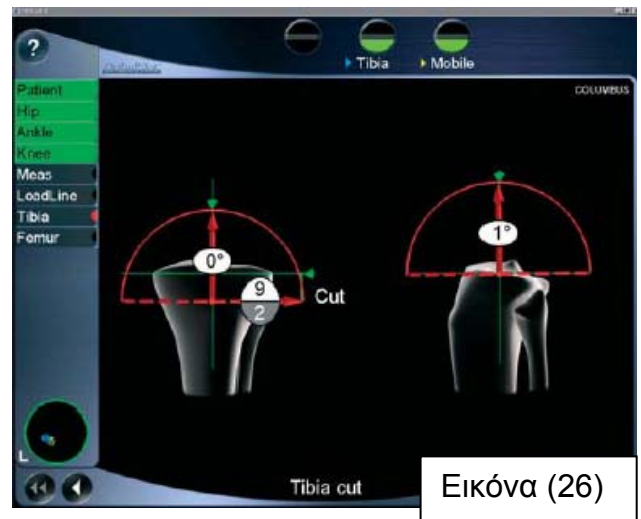 ?
Tibia
Mobile
COLUMBUS
Patient
Hip
Ankle
Knee
Meas
LoadLine
Tibia
Femur
0°
1°
9
2
Cut
L
Tibia cut
Εικόνα (26)